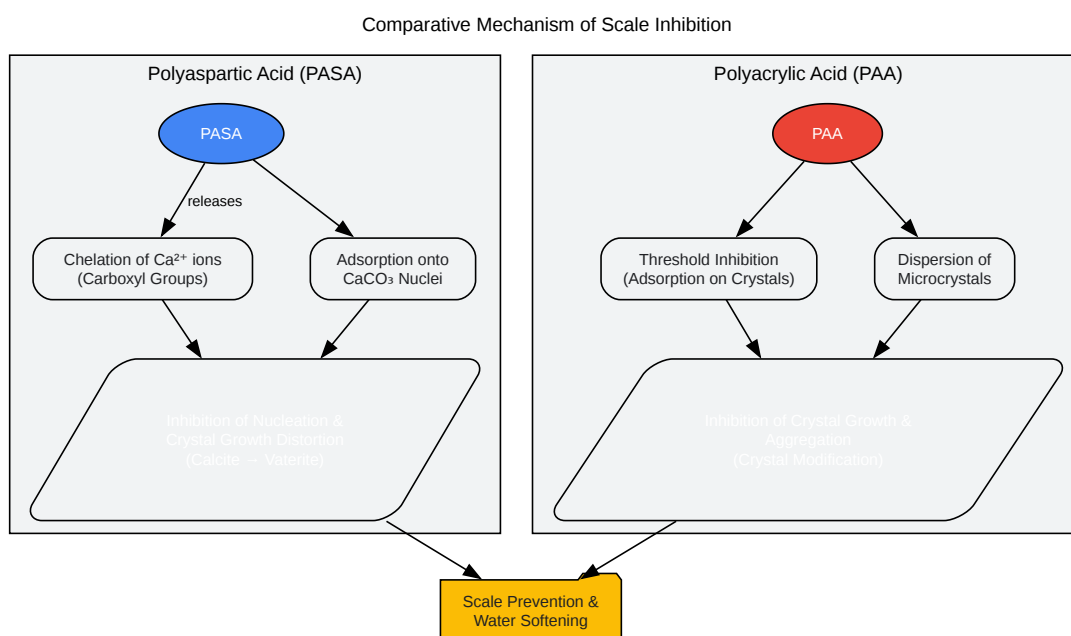 Comparative Mechanism of Scale Inhibition
Polyaspartic Acid (PASA)
PASA
releases
Chelation of Ca²⁺ ions
(Carboxyl Groups)
Adsorption onto
CaCO₃ Nuclei
Inhibition of Nucleation &
Crystal Growth Distortion
(Calcite → Vaterite)
Polyacrylic Acid (PAA)
PAA
Threshold Inhibition
(Adsorption on Crystals)
Dispersion of
Microcrystals
Inhibition of Crystal Growth &
Aggregation
(Crystal Modification)
Scale Prevention &
Water Softening